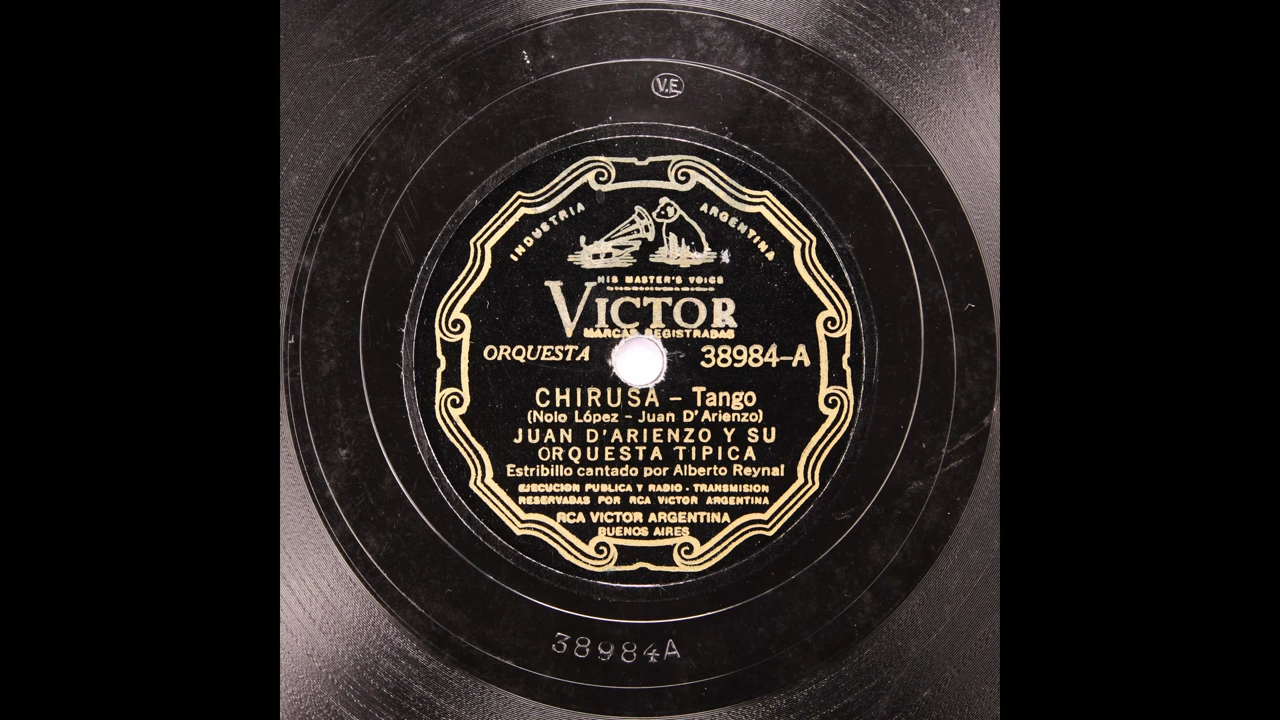 V.E.
INDUSTRIA ARGENTINA
HIS MASTER'S VOICE
VICTOR
MARCAS REGISTRADAS
ORQUESTA 38984-A
CHIRUSA – Tango
(Nolo López – Juan D'Arienzo)
JUAN D'ARIENZO Y SU
ORQUESTA TIPICA
Estribillo cantado por Alberto Reynal
EJECUCION PUBLICA Y RADIO - TRANSMISION
RESERVADAS POR RCA VICTOR ARGENTINA
RCA VICTOR ARGENTINA
BUENOS AIRES
38984A